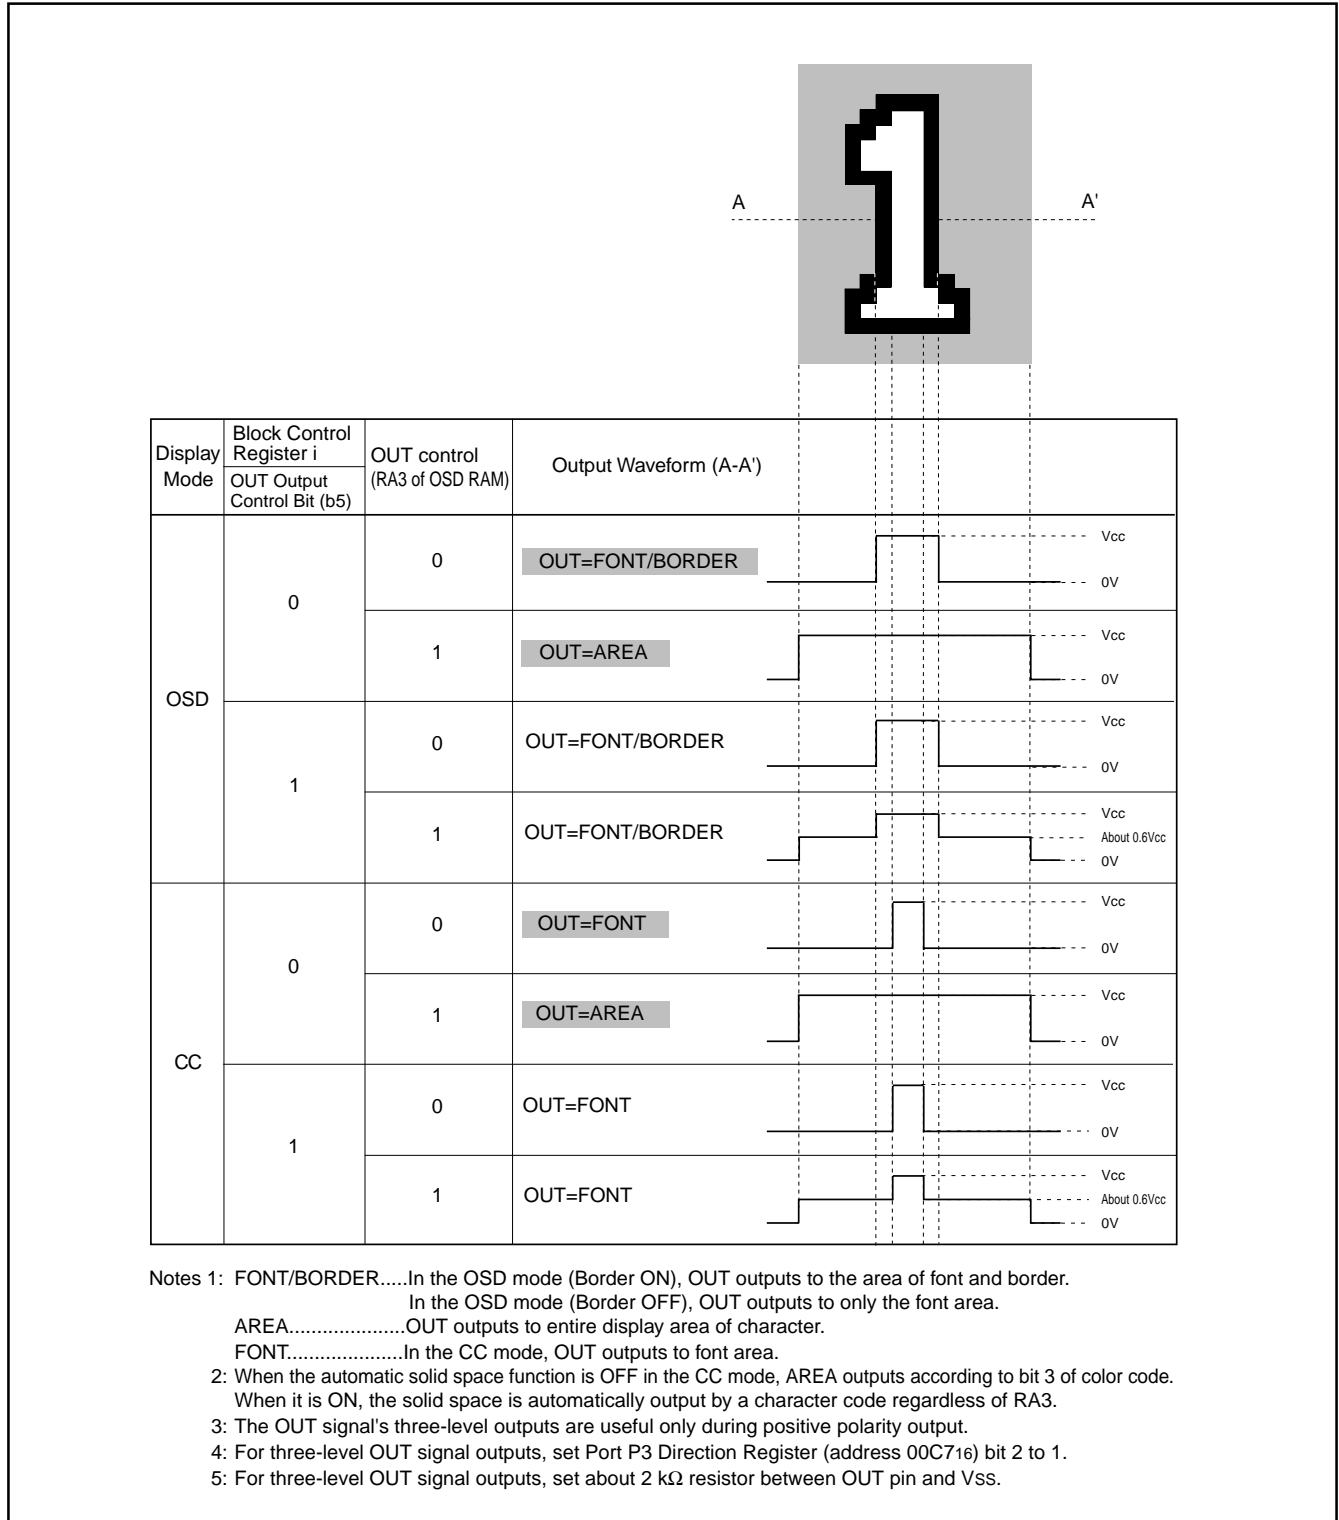 A A'
Display Mode
Block Control Register i
OUT Output Control Bit (b5)
OUT control (RA3 of OSD RAM)
Output Waveform (A-A')
OSD
0
0
OUT=FONT/BORDER
Vcc
0V
1
OUT=AREA
Vcc
0V
1
0
OUT=FONT/BORDER
Vcc
0V
1
OUT=FONT/BORDER
Vcc
About 0.6Vcc
0V
CC
0
0
OUT=FONT
Vcc
0V
1
OUT=AREA
Vcc
0V
1
0
OUT=FONT
Vcc
0V
1
OUT=FONT
Vcc
About 0.6Vcc
0V
Notes 1: FONT/BORDER.....In the OSD mode (Border ON), OUT outputs to the area of font and border.
In the OSD mode (Border OFF), OUT outputs to only the font area.
AREA.....................OUT outputs to entire display area of character.
FONT.....................In the CC mode, OUT outputs to font area.
2: When the automatic solid space function is OFF in the CC mode, AREA outputs according to bit 3 of color code.
When it is ON, the solid space is automatically output by a character code regardless of RA3.
3: The OUT signal's three-level outputs are useful only during positive polarity output.
4: For three-level OUT signal outputs, set Port P3 Direction Register (address 00C716) bit 2 to 1.
5: For three-level OUT signal outputs, set about 2 kΩ resistor between OUT pin and VSS.